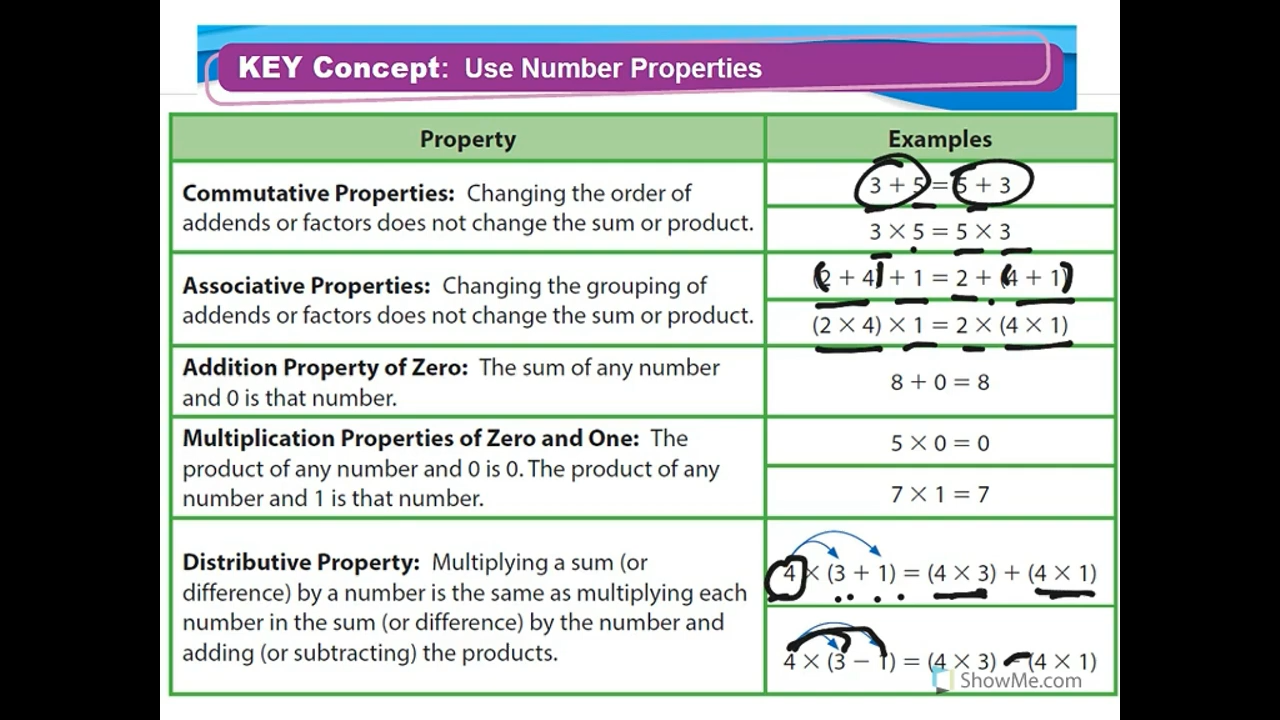 KEY Concept: Use Number Properties
Property
Examples
Commutative Properties: Changing the order of
addends or factors does not change the sum or product.
3 + 5 = 5 + 3
3 × 5 = 5 × 3
Associative Properties: Changing the grouping of
addends or factors does not change the sum or product.
(2 + 4) + 1 = 2 + (4 + 1)
(2 × 4) × 1 = 2 × (4 × 1)
Addition Property of Zero: The sum of any number
and 0 is that number.
8 + 0 = 8
Multiplication Properties of Zero and One: The
product of any number and 0 is 0. The product of any
number and 1 is that number.
5 × 0 = 0
7 × 1 = 7
Distributive Property: Multiplying a sum (or
difference) by a number is the same as multiplying each
number in the sum (or difference) by the number and
adding (or subtracting) the products.
4 × (3 + 1) = (4 × 3) + (4 × 1)
4 × (3 − 1) = (4 × 3) − (4 × 1)
ShowMe.com